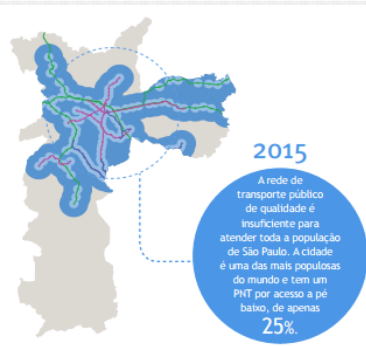 2015
A rede de
transporte público
de qualidade é
insuficiente para
atender toda a população
de São Paulo. A cidade
é uma das mais populosas
do mundo e tem um
PNT por acesso a pé
baixo, de apenas
25%.